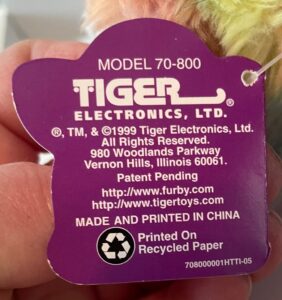 MODEL 70-800
TIGER®
ELECTRONICS, LTD.
®, TM, & ©1999 Tiger Electronics, Ltd.
All Rights Reserved.
980 Woodlands Parkway
Vernon Hills, Illinois 60061.
Patent Pending
http://www.furby.com
http://www.tigertoys.com
MADE AND PRINTED IN CHINA
Printed On
Recycled Paper
708000001HTTI-05